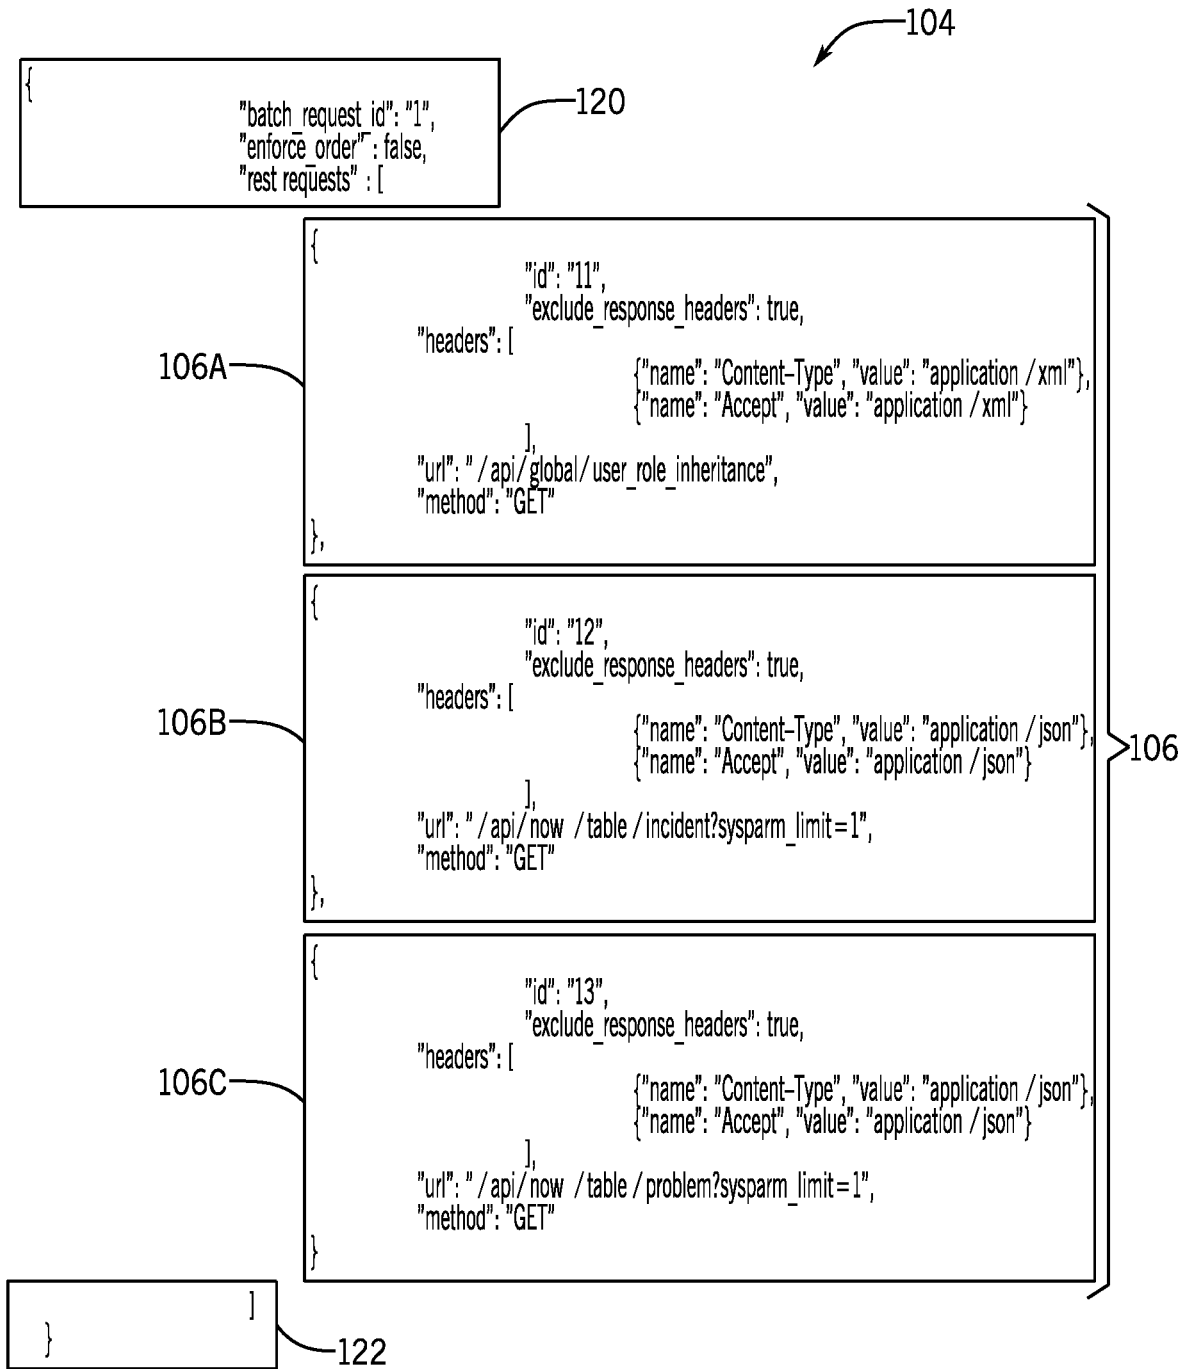 104
{
"batch_request_id": "1",
"enforce_order" : false,
"rest requests" : [
120
{
"id": "11",
"exclude_response_headers": true,
"headers": [
{"name": "Content-Type", "value": "application / xml"},
{"name": "Accept", "value": "application / xml"}
],
"url": " / api / global / user_role_inheritance",
"method": "GET"
},
106A
{
"id": "12",
"exclude_response_headers": true,
"headers": [
{"name": "Content-Type", "value": "application / json"},
{"name": "Accept", "value": "application / json"}
],
"url": " / api / now / table / incident?sysparm_limit=1",
"method": "GET"
},
106B
106
{
"id": "13",
"exclude_response_headers": true,
"headers": [
{"name": "Content-Type", "value": "application / json"},
{"name": "Accept", "value": "application / json"}
],
"url": " / api / now / table / problem?sysparm_limit=1",
"method": "GET"
}
106C
]
}
122